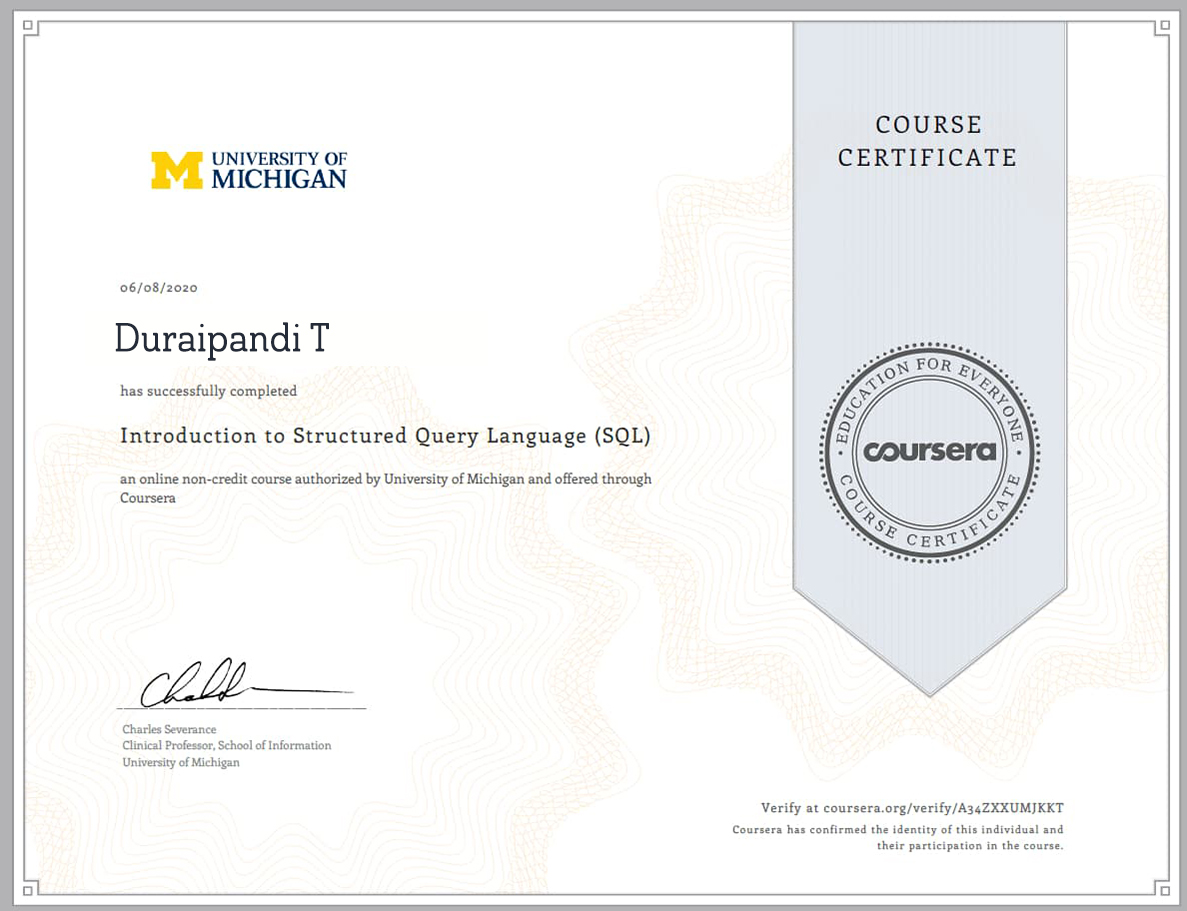 COURSE
CERTIFICATE
UNIVERSITY OF
MICHIGAN
06/08/2020
Duraipandi T
has successfully completed
Introduction to Structured Query Language (SQL)
an online non-credit course authorized by University of Michigan and offered through
Coursera
EDUCATION FOR EVERYONE
coursera
COURSE CERTIFICATE
Charles Severance
Clinical Professor, School of Information
University of Michigan
Verify at coursera.org/verify/A34ZXXUMJKKT
Coursera has confirmed the identity of this individual and
their participation in the course.